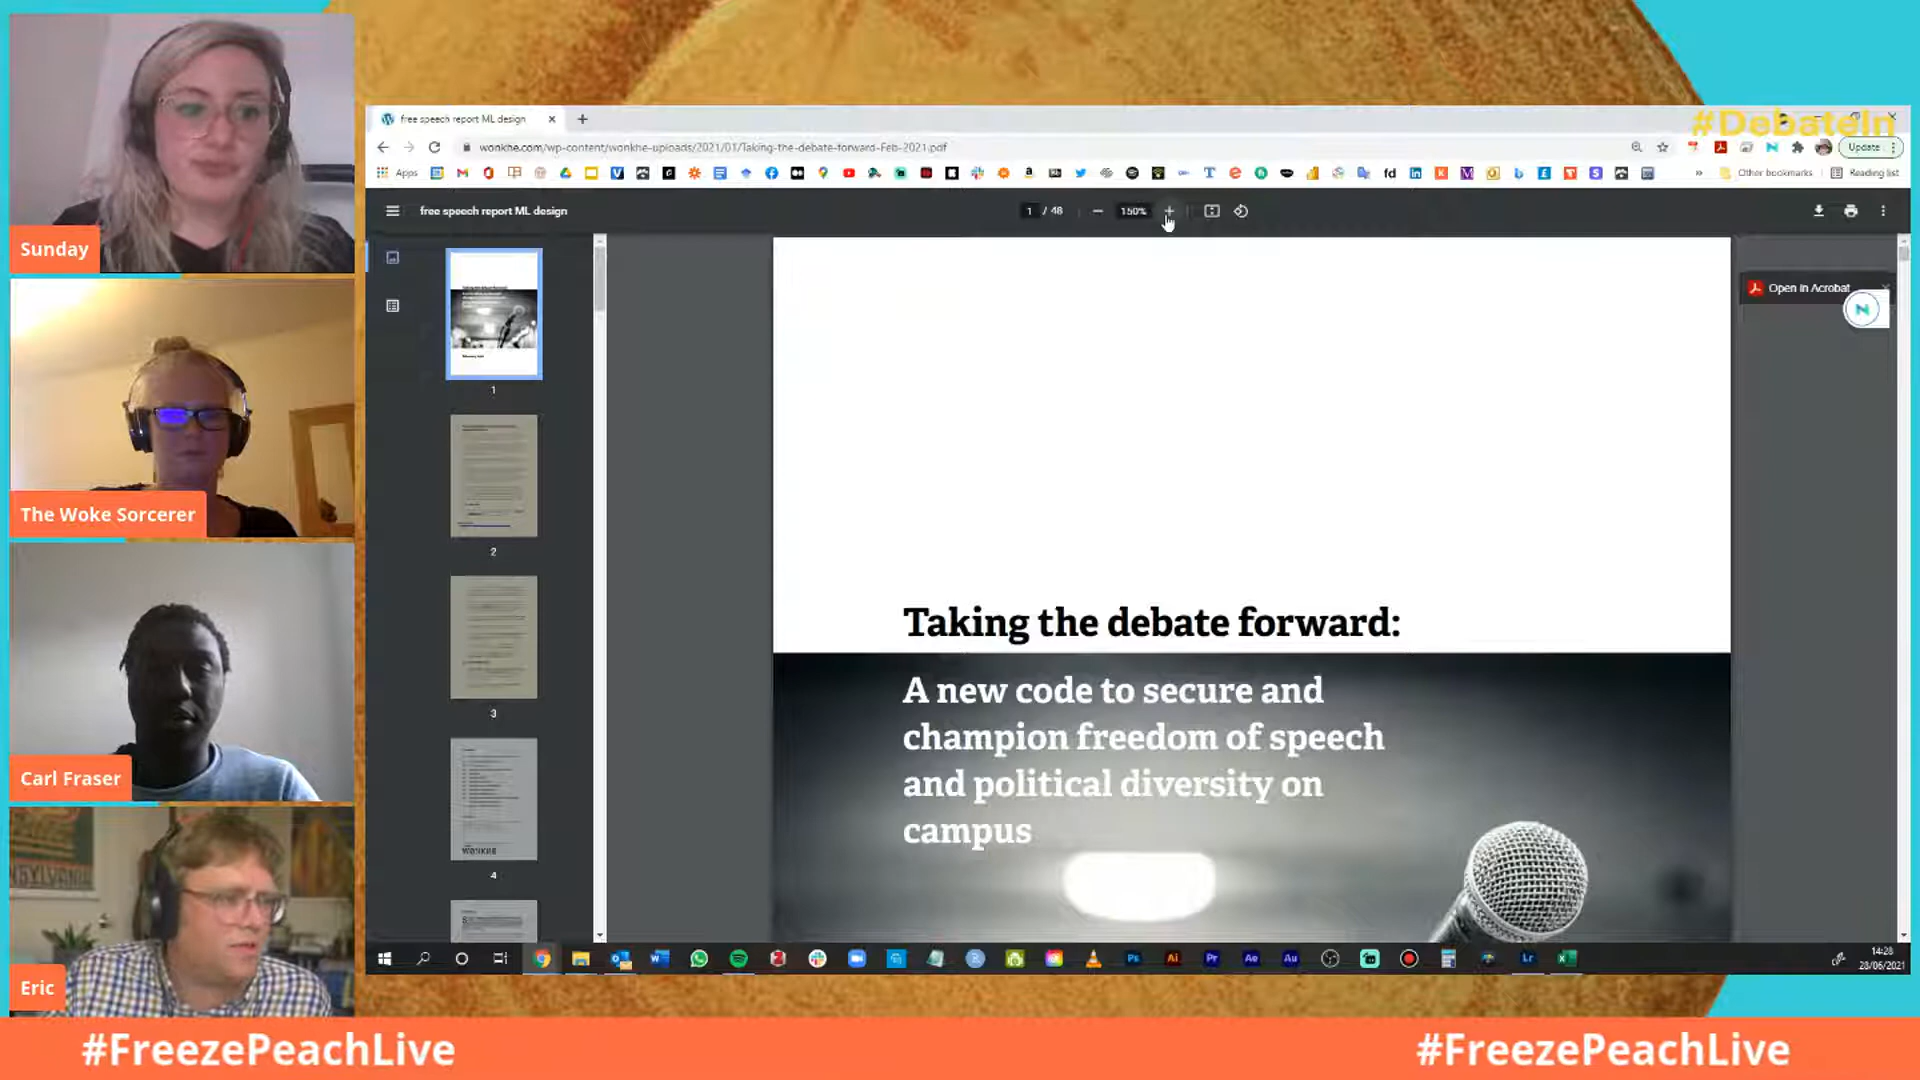 Sunday
The Woke Sorcerer
Carl Fraser
NSYLVANIA
Eric
#DebateIn
free speech report ML design
wonkhe.com/wp-content/wonkhe-uploads/2021/01/Taking-the-debate-forward-Feb-2021.pdf
Update
Apps
fd
Other bookmarks
Reading list
free speech report ML design
1 / 48
150%
Open in Acrobat
1
2
3
WONKHE
4
Taking the debate forward:
A new code to secure and
champion freedom of speech
and political diversity on
campus
14:28
28/06/2021
#FreezePeachLive
#FreezePeachLive